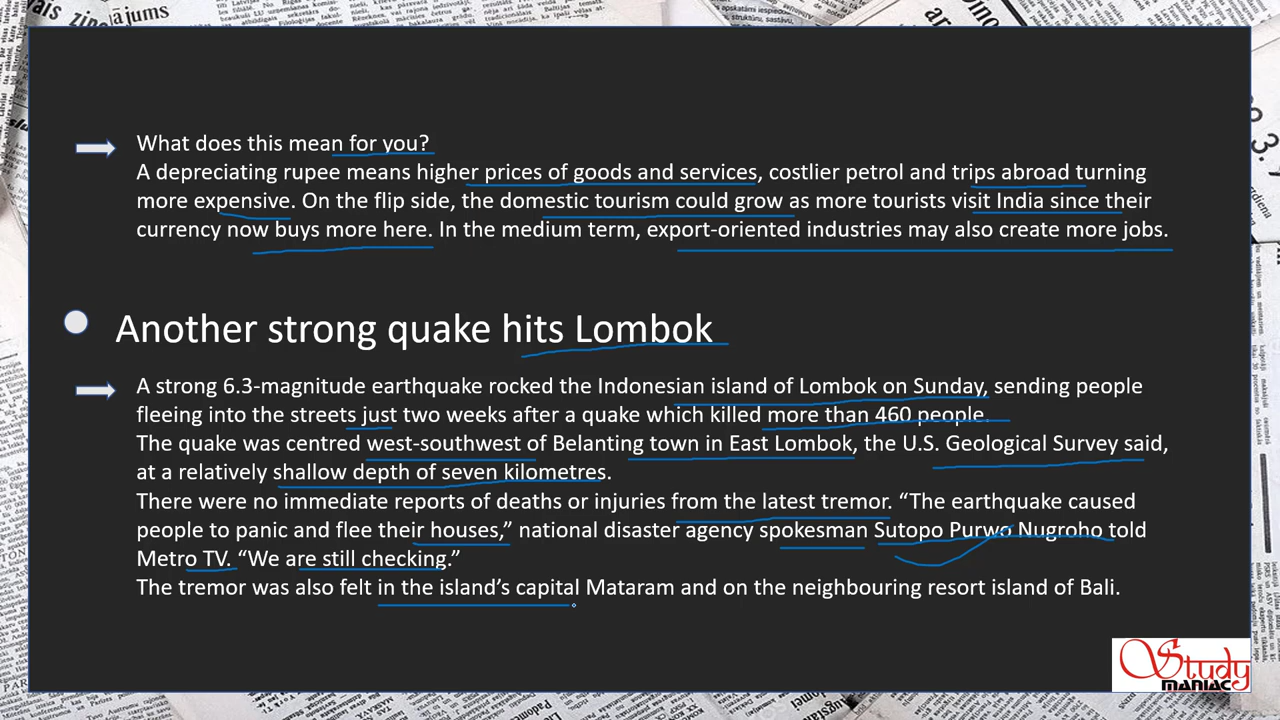 zinojums
What does this mean for you?
A depreciating rupee means higher prices of goods and services, costlier petrol and trips abroad turning
more expensive. On the flip side, the domestic tourism could grow as more tourists visit India since their
currency now buys more here. In the medium term, export-oriented industries may also create more jobs.
Another strong quake hits Lombok
A strong 6.3-magnitude earthquake rocked the Indonesian island of Lombok on Sunday, sending people
fleeing into the streets just two weeks after a quake which killed more than 460 people.
The quake was centred west-southwest of Belanting town in East Lombok, the U.S. Geological Survey said,
at a relatively shallow depth of seven kilometres.
There were no immediate reports of deaths or injuries from the latest tremor. “The earthquake caused
people to panic and flee their houses,” national disaster agency spokesman Sutopo Purwo Nugroho told
Metro TV. “We are still checking.”
The tremor was also felt in the island’s capital Mataram and on the neighbouring resort island of Bali.
Study
MANIAC